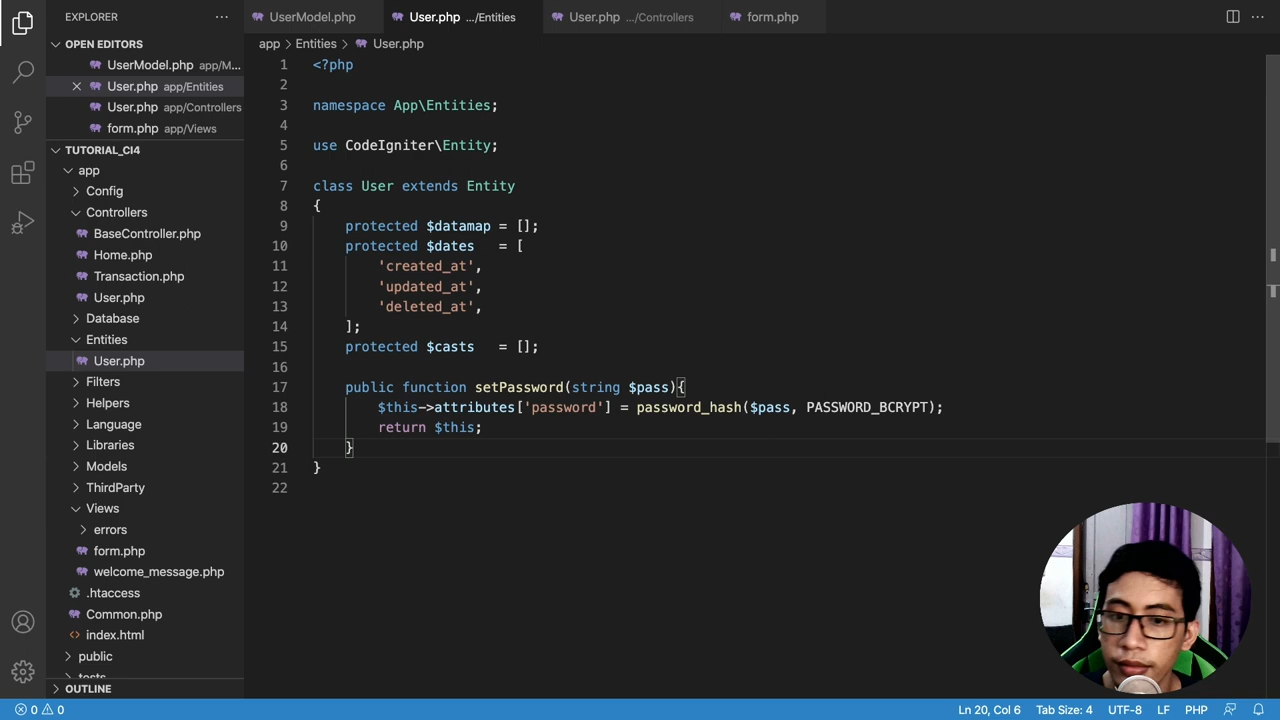 EXPLORER
OPEN EDITORS
UserModel.php app/M...
User.php app/Entities
User.php app/Controllers
form.php app/Views
TUTORIAL_CI4
app
Config
Controllers
BaseController.php
Home.php
Transaction.php
User.php
Database
Entities
User.php
Filters
Helpers
Language
Libraries
Models
ThirdParty
Views
errors
form.php
welcome_message.php
.htaccess
Common.php
index.html
public
OUTLINE
UserModel.php
User.php .../Entities
User.php .../Controllers
form.php
app > Entities > User.php
1 <?php
2
3 namespace App\Entities;
4
5 use CodeIgniter\Entity;
6
7 class User extends Entity
8 {
9 protected $datamap = [];
10 protected $dates = [
11 'created_at',
12 'updated_at',
13 'deleted_at',
14 ];
15 protected $casts = [];
16
17 public function setPassword(string $pass){
18 $this->attributes['password'] = password_hash($pass, PASSWORD_BCRYPT);
19 return $this;
20 }
21 }
22
0 0
Ln 20, Col 6
Tab Size: 4
UTF-8
LF
PHP